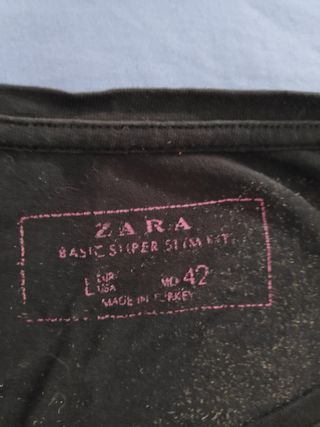 ZARA
BASIC SUPER SLIM FIT
L EUR USA MEX 42
MADE IN TURKEY